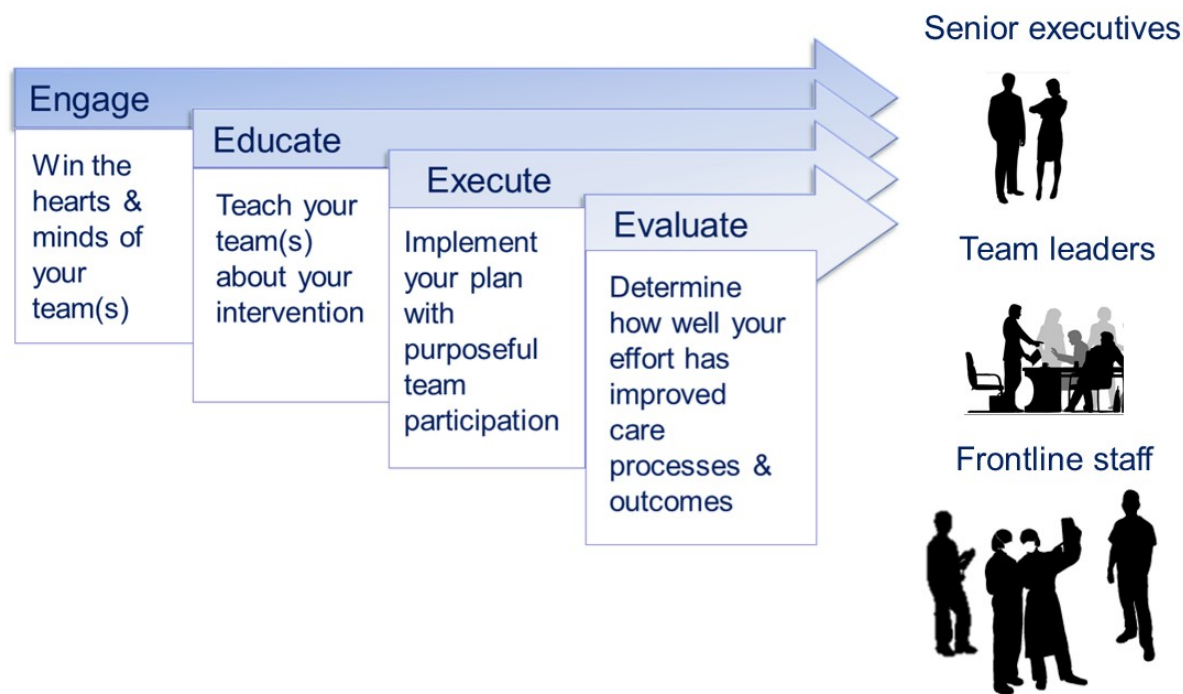 Engage
Win the
hearts &
minds of
your
team(s)
Educate
Teach your
team(s)
about your
intervention
Execute
Implement
your plan
with
purposeful
team
participation
Evaluate
Determine
how well your
effort has
improved
care
processes &
outcomes
Senior executives
Team leaders
Frontline staff